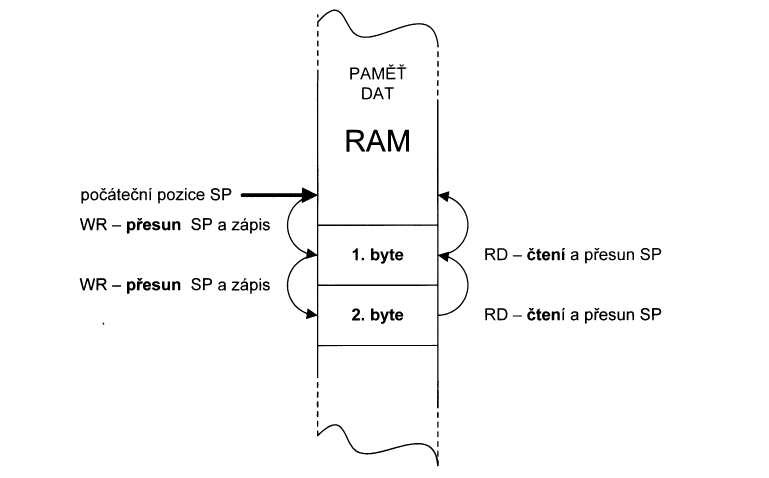 PAMĚŤ
DAT
RAM
počáteční pozice SP
WR – přesun SP a zápis
1. byte
RD – čtení a přesun SP
WR – přesun SP a zápis
2. byte
RD – čtení a přesun SP